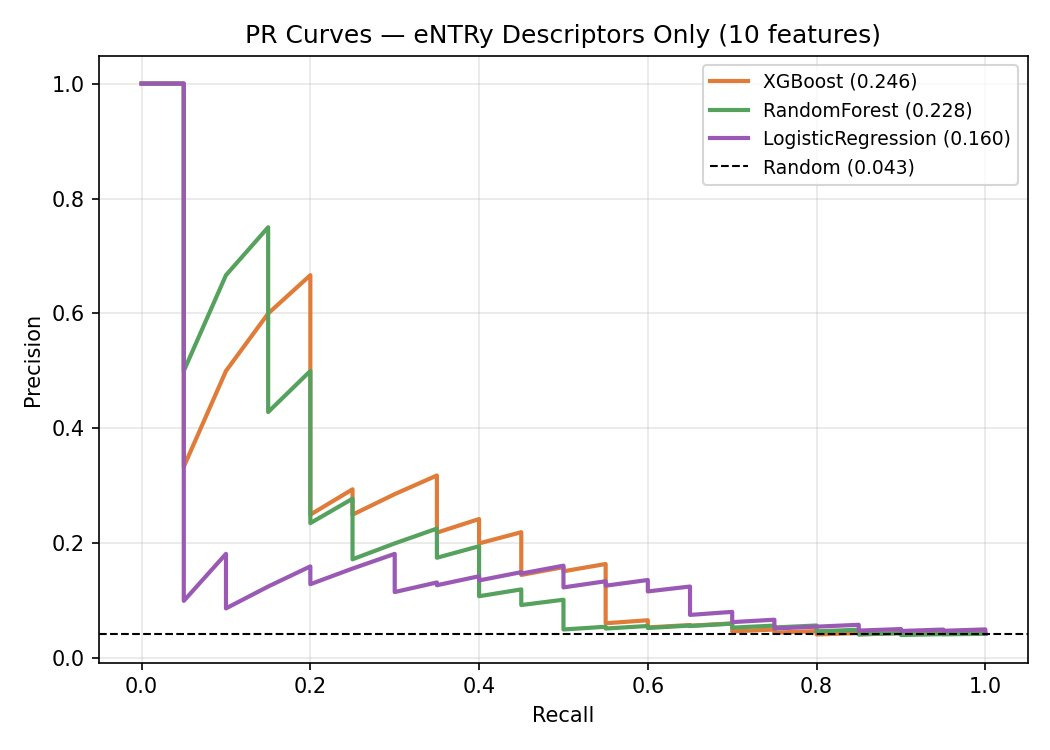 PR Curves — eNTRy Descriptors Only (10 features)
XGBoost (0.246)
RandomForest (0.228)
LogisticRegression (0.160)
Random (0.043)
Precision
1.0
0.8
0.6
0.4
0.2
0.0
0.0 0.2 0.4 0.6 0.8 1.0
Recall